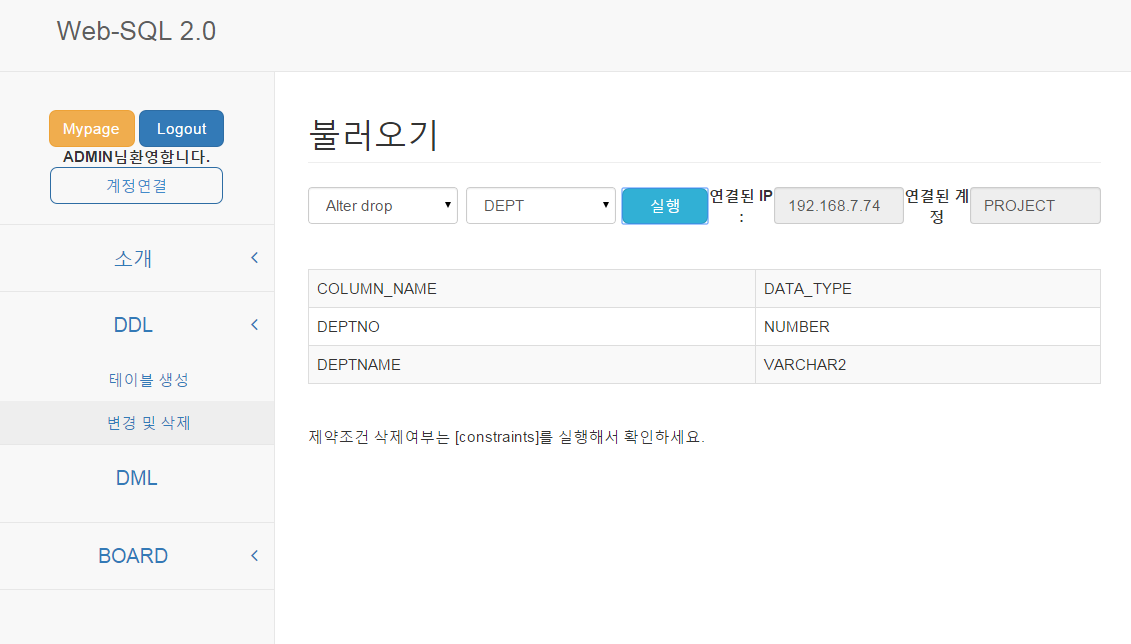 Web-SQL 2.0
Mypage
Logout
ADMIN님환영합니다.
계정연결
소개
DDL
테이블 생성
변경 및 삭제
DML
BOARD
불러오기
Alter drop
DEPT
실행
연결된 IP
:
192.168.7.74
연결된 계
정
PROJECT
COLUMN_NAME
DATA_TYPE
DEPTNO
NUMBER
DEPTNAME
VARCHAR2
제약조건 삭제여부는 [constraints]를 실행해서 확인하세요.